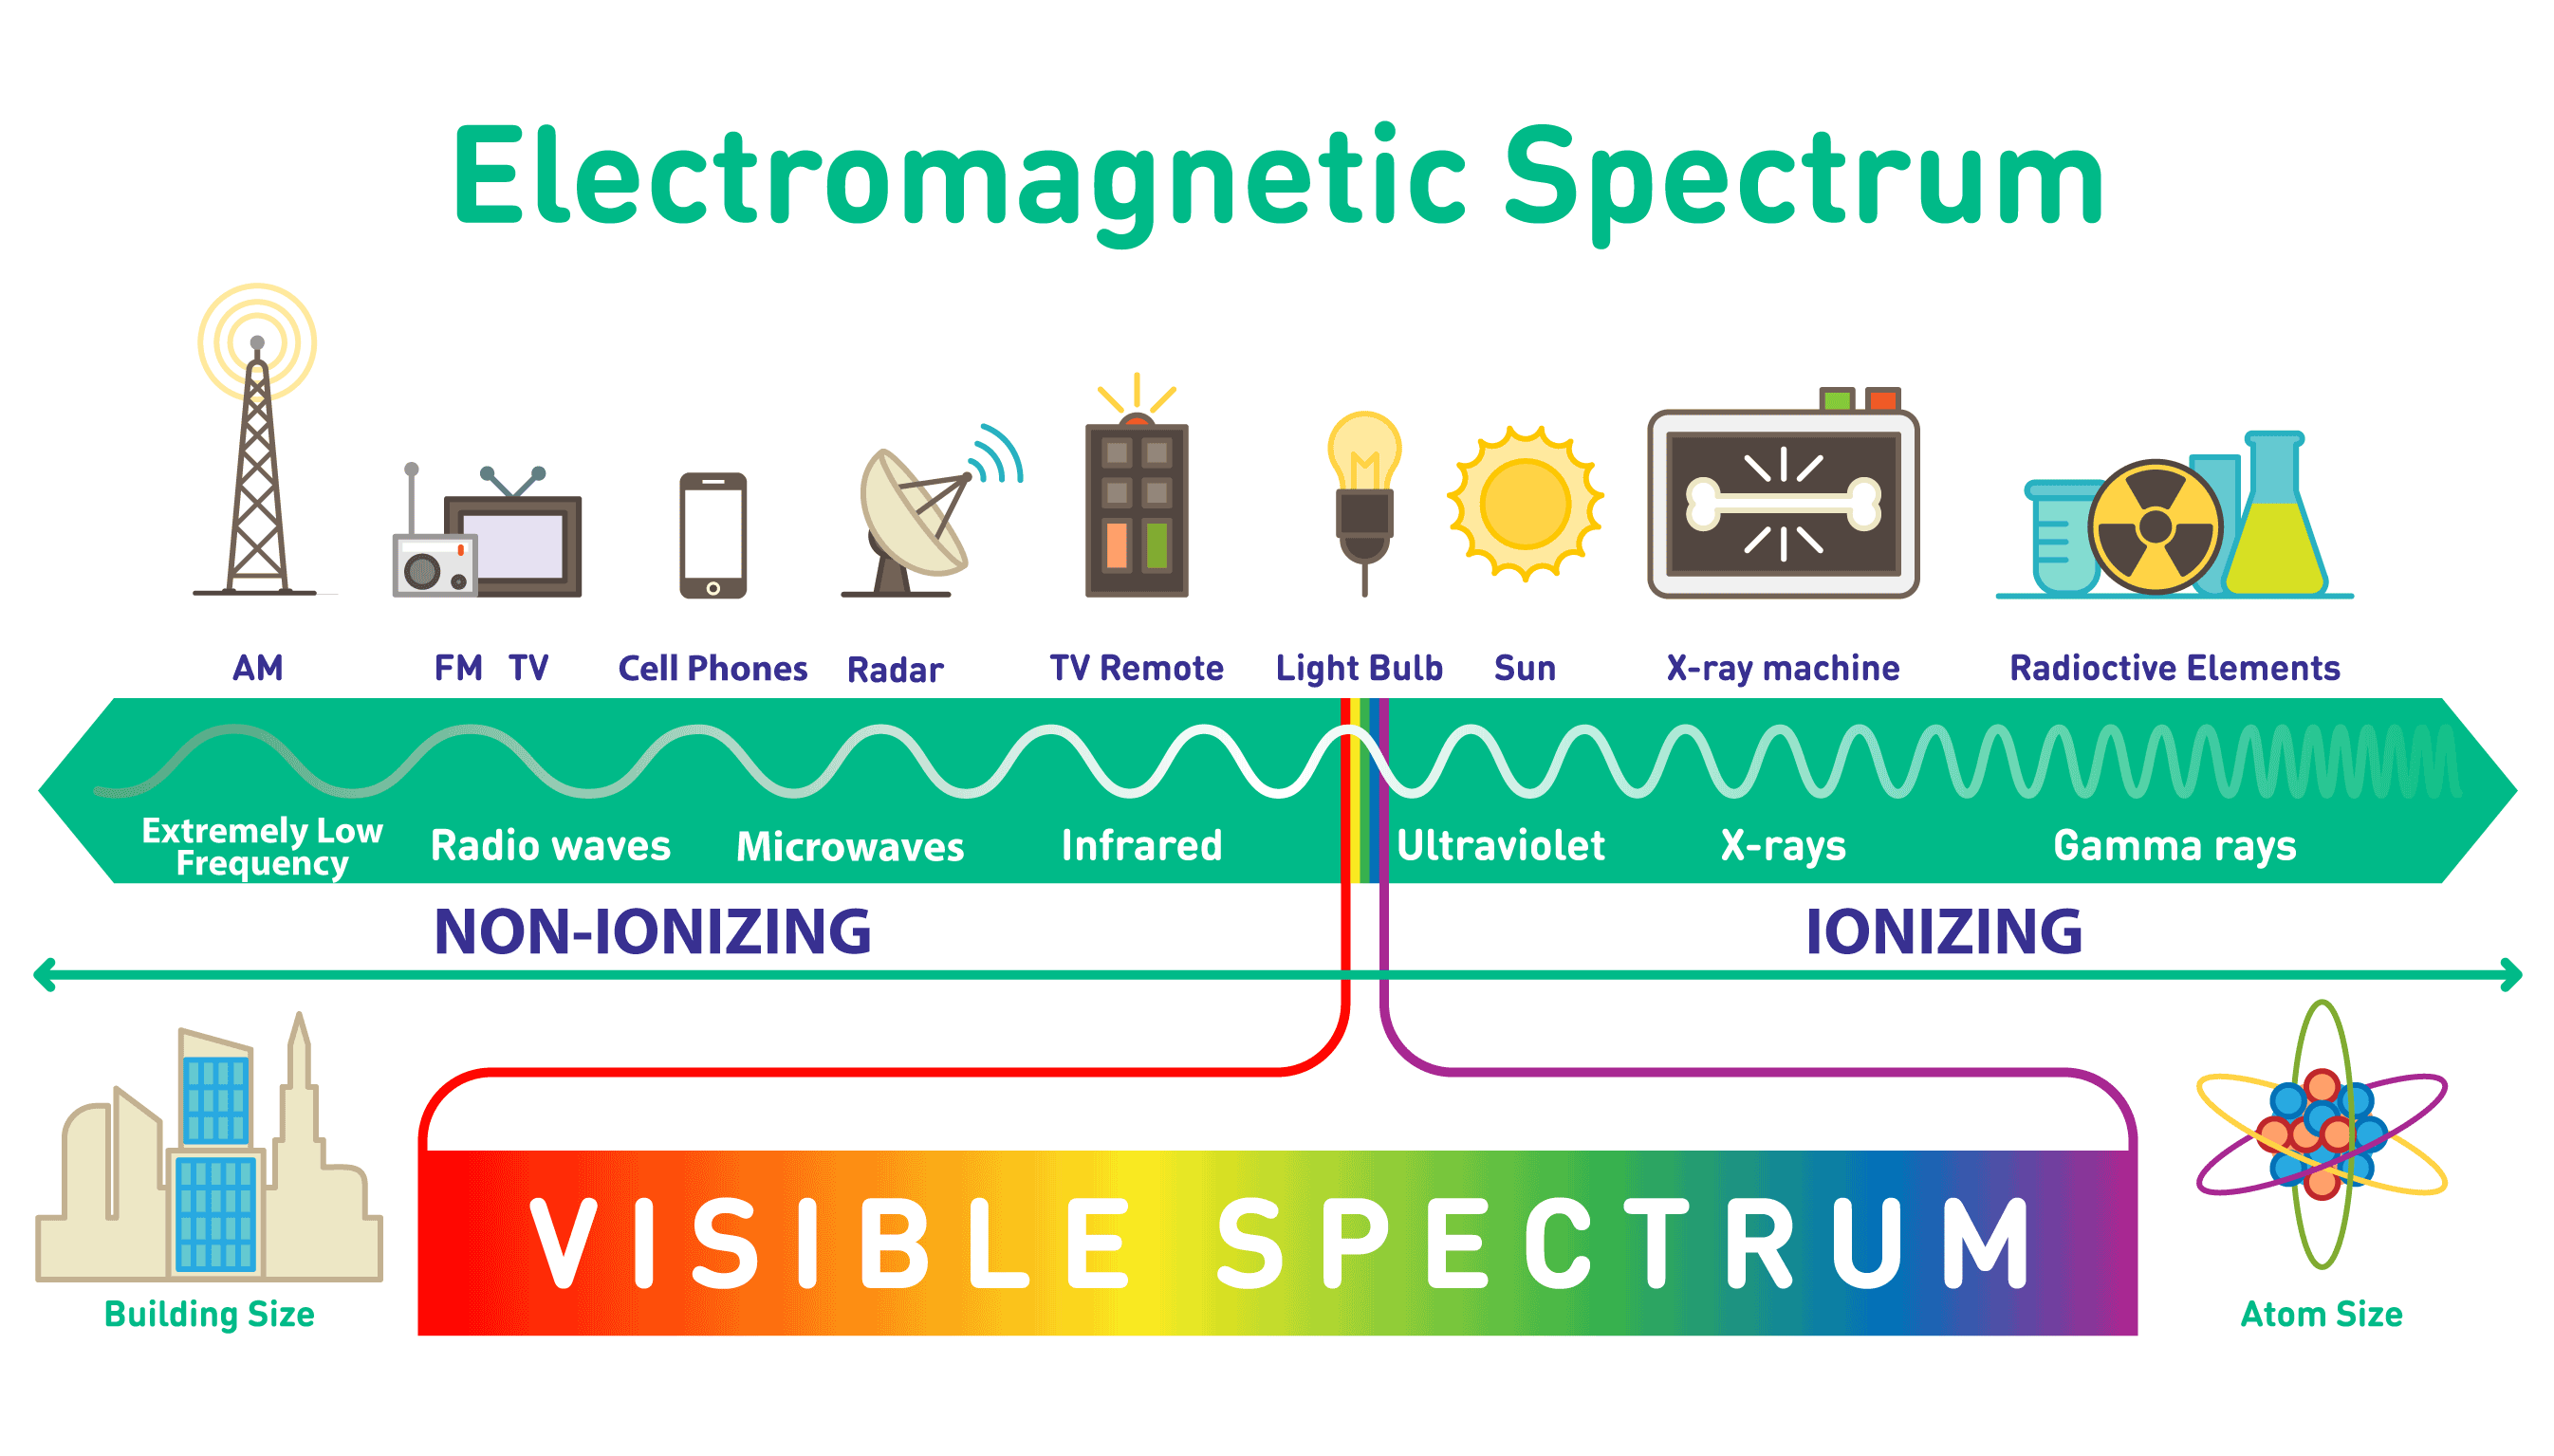 Electromagnetic Spectrum
AM
FM TV
Cell Phones
Radar
TV Remote
Light Bulb
Sun
X-ray machine
Radioctive Elements
Extremely Low
Frequency
Radio waves
Microwaves
Infrared
Ultraviolet
X-rays
Gamma rays
NON-IONIZING
IONIZING
VISIBLE SPECTRUM
Building Size
Atom Size